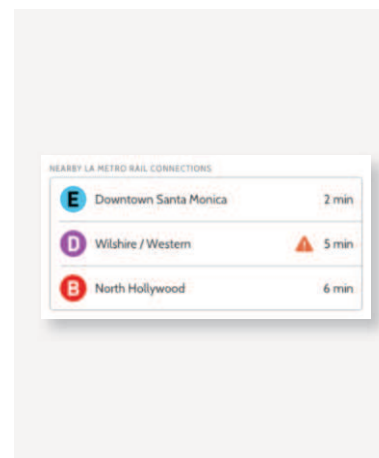 NEARBY LA METRO RAIL CONNECTIONS
E Downtown Santa Monica 2 min
D Wilshire / Western 5 min
B North Hollywood 6 min